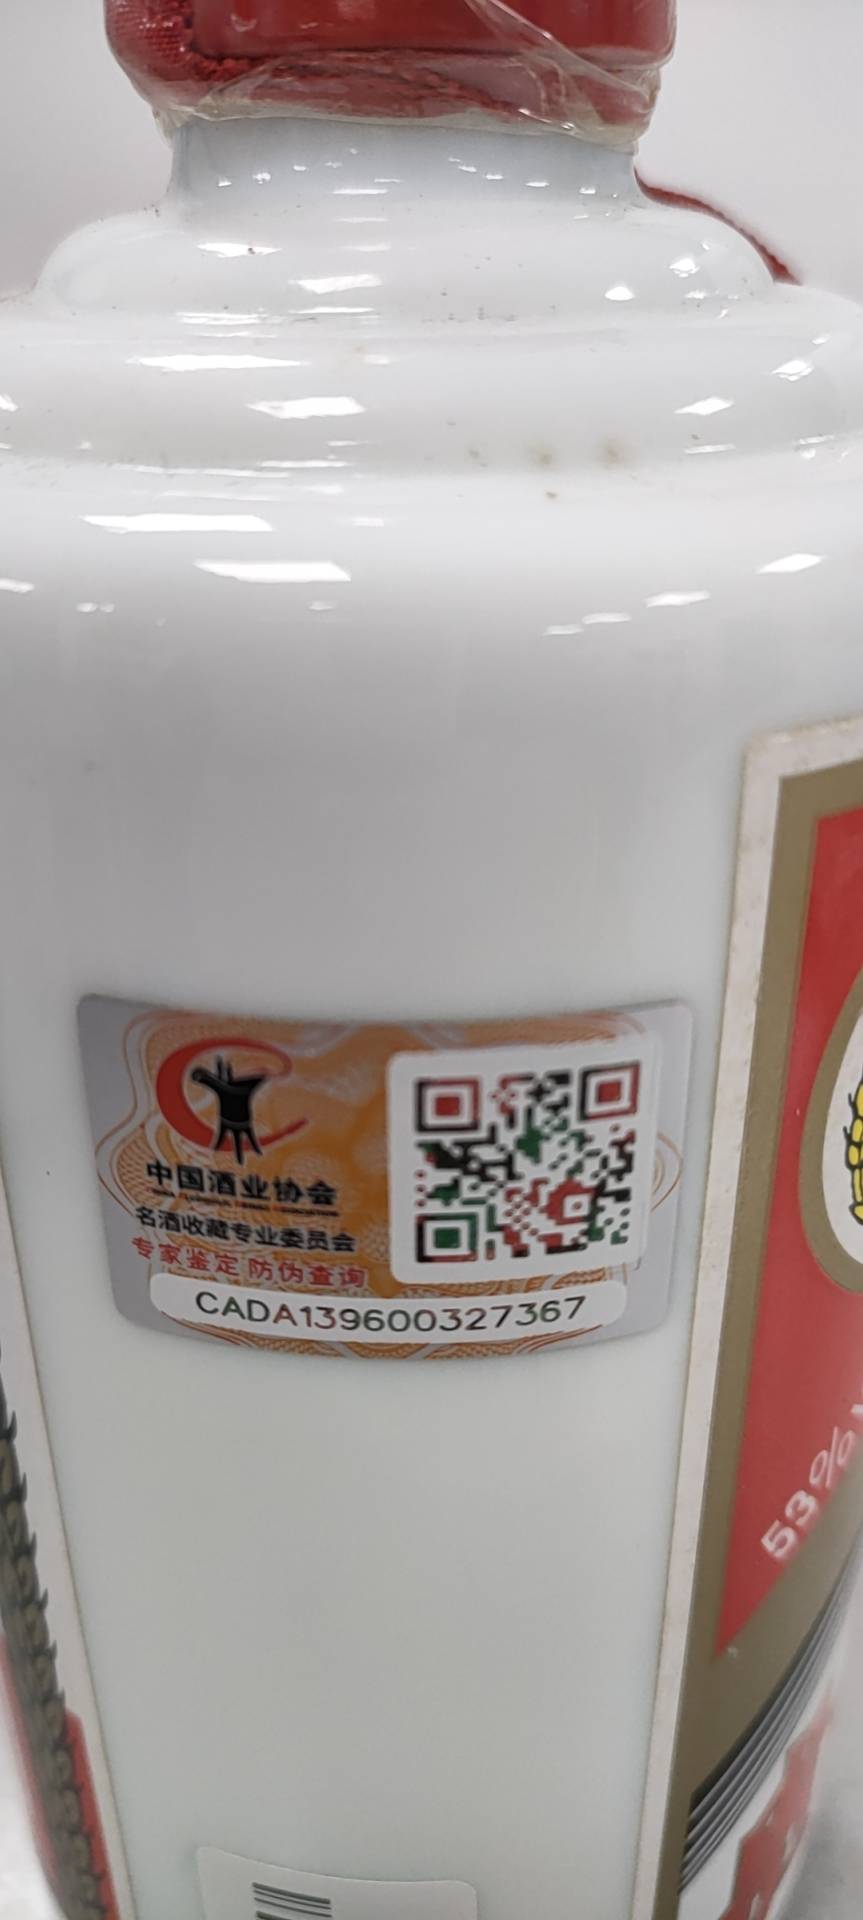 中国酒业协会
名酒收藏专业委员会
专家鉴定 防伪查询
CADA139600327367
53%